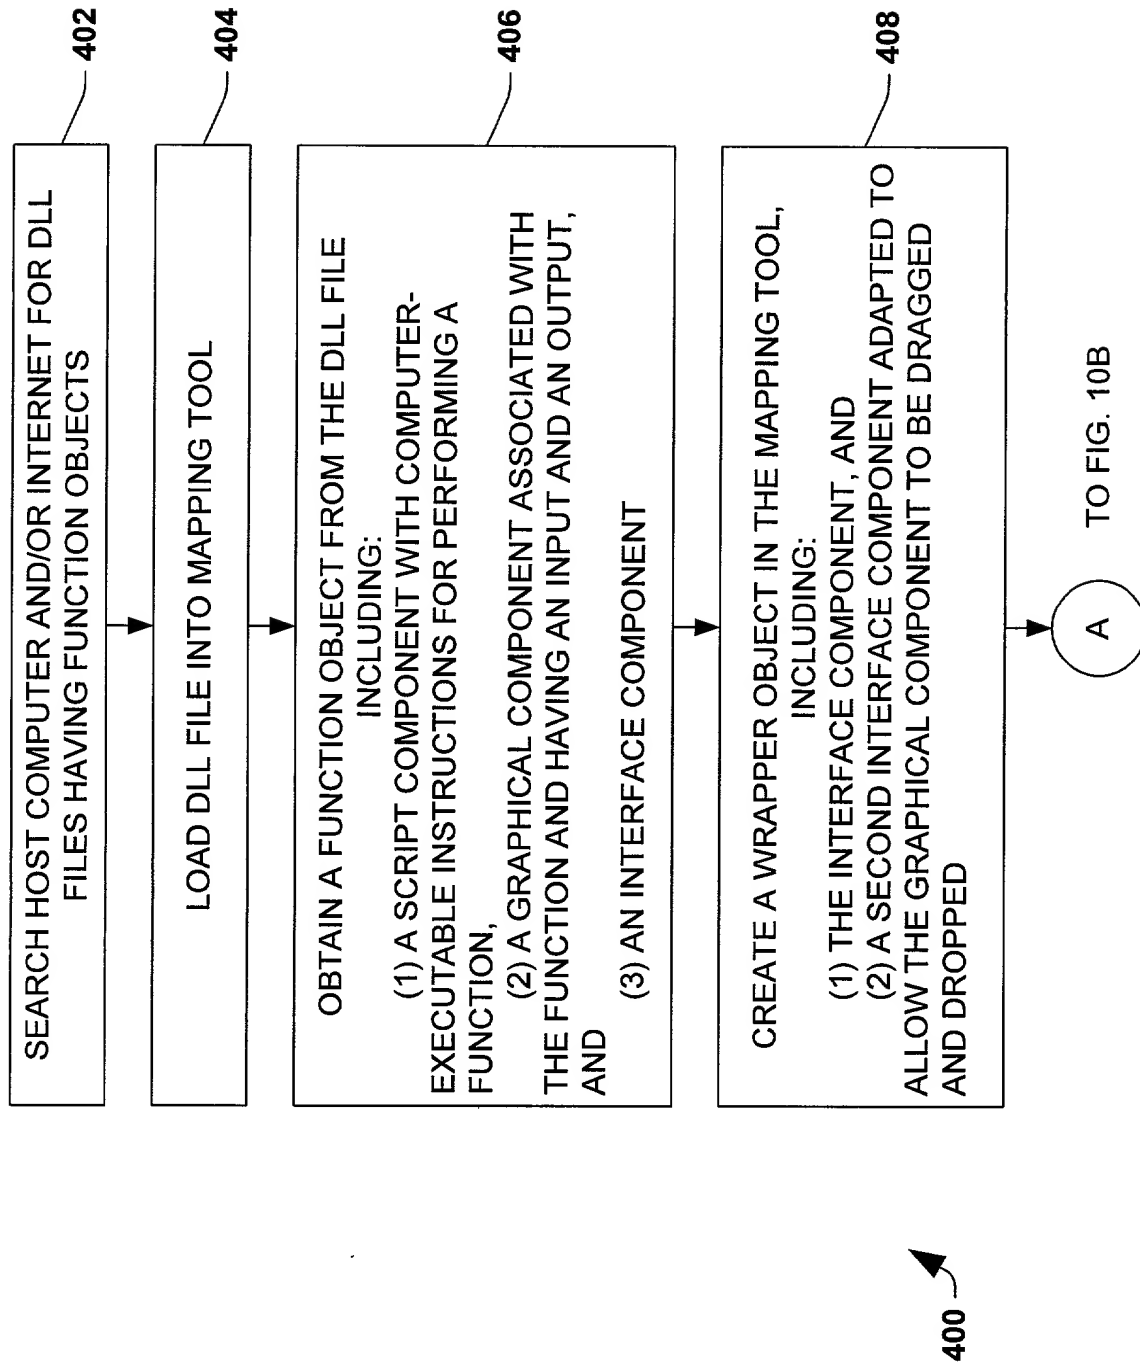 SEARCH HOST COMPUTER AND/OR INTERNET FOR DLL
FILES HAVING FUNCTION OBJECTS
402
LOAD DLL FILE INTO MAPPING TOOL
404
OBTAIN A FUNCTION OBJECT FROM THE DLL FILE
INCLUDING:
(1) A SCRIPT COMPONENT WITH COMPUTER-
EXECUTABLE INSTRUCTIONS FOR PERFORMING A
FUNCTION,
(2) A GRAPHICAL COMPONENT ASSOCIATED WITH
THE FUNCTION AND HAVING AN INPUT AND AN OUTPUT,
AND
(3) AN INTERFACE COMPONENT
406
CREATE A WRAPPER OBJECT IN THE MAPPING TOOL,
INCLUDING:
(1) THE INTERFACE COMPONENT, AND
(2) A SECOND INTERFACE COMPONENT ADAPTED TO
ALLOW THE GRAPHICAL COMPONENT TO BE DRAGGED
AND DROPPED
408
400
A
TO FIG. 10B